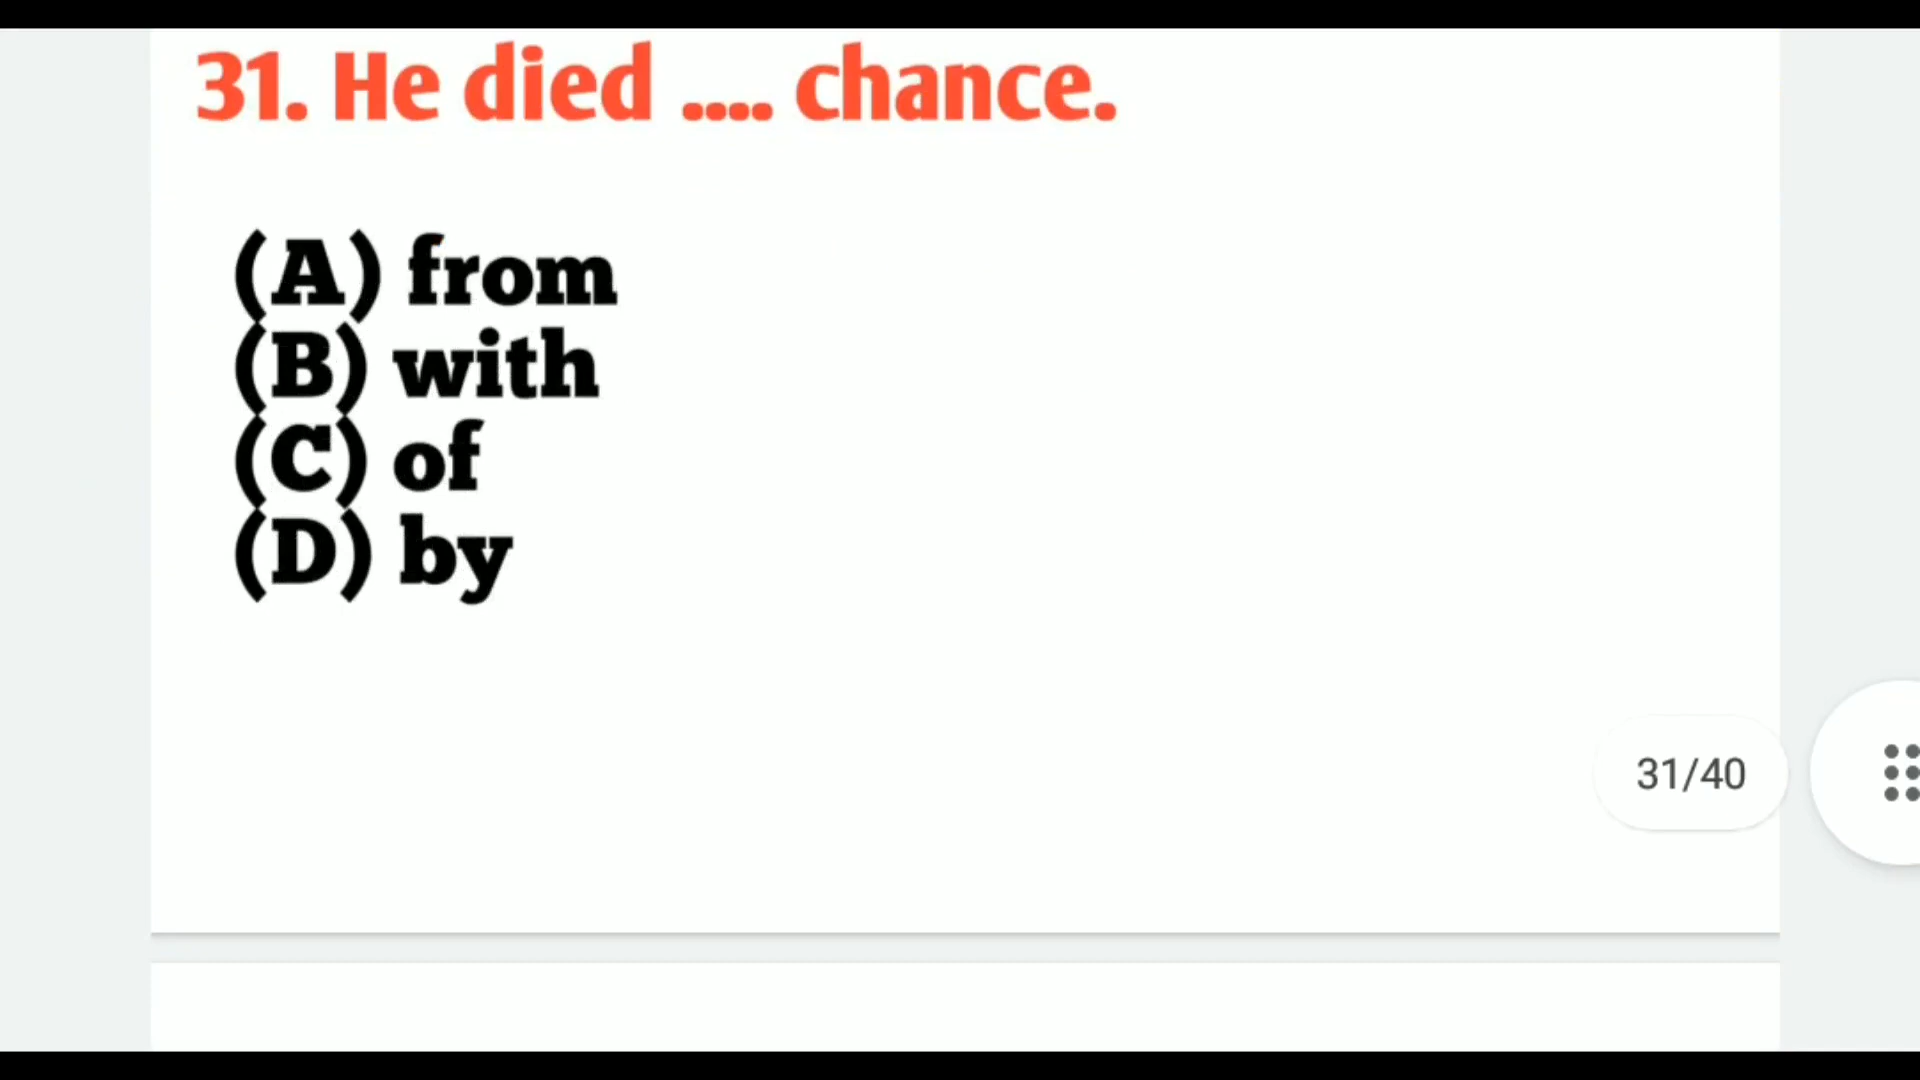 31. He died .... chance.
(A) from
(B) with
(C) of
(D) by
31/40